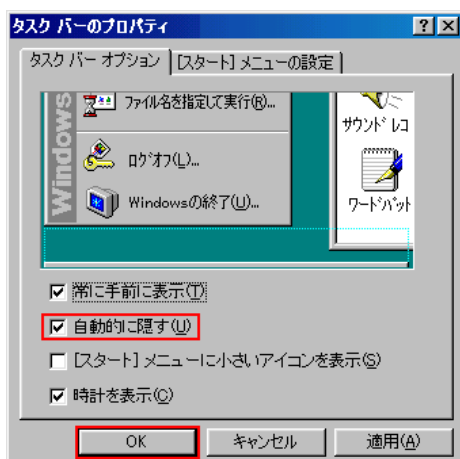 タスク バーのプロパティ
タスク バー オプション
[スタート] メニューの設定
Windows
ファイル名を指定して実行(R)...
ログオフ(L)...
Windowsの終了(U)...
サウンド レコ
ワードパット
常に手前に表示(T)
自動的に隠す(U)
[スタート] メニューに小さいアイコンを表示(S)
時計を表示(C)
OK
キャンセル
適用(A)